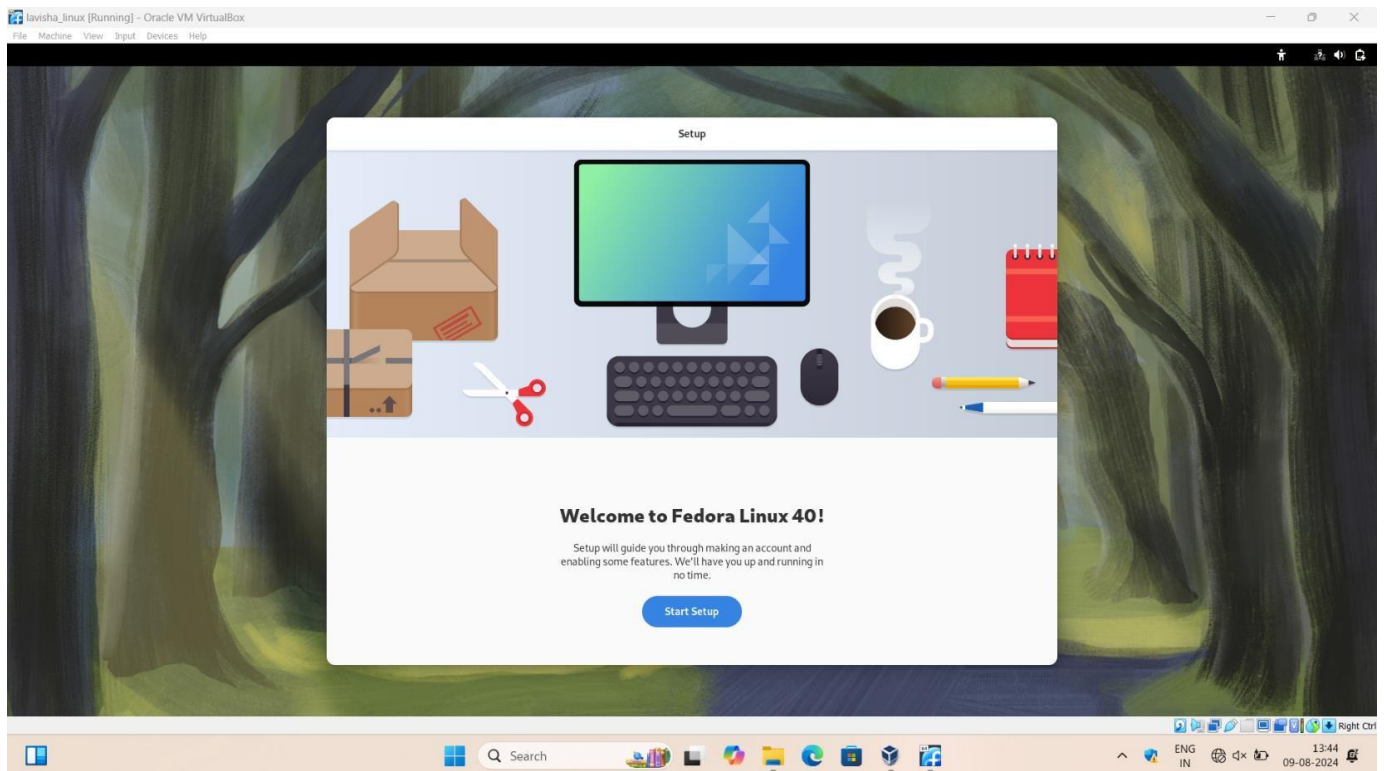 lavisha_linux [Running] - Oracle VM VirtualBox
File Machine View Input Devices Help
Setup
Welcome to Fedora Linux 40!
Setup will guide you through making an account and
enabling some features. We'll have you up and running in
no time.
Start Setup
Right Ctrl
Search
ENG
IN
13:44
09-08-2024